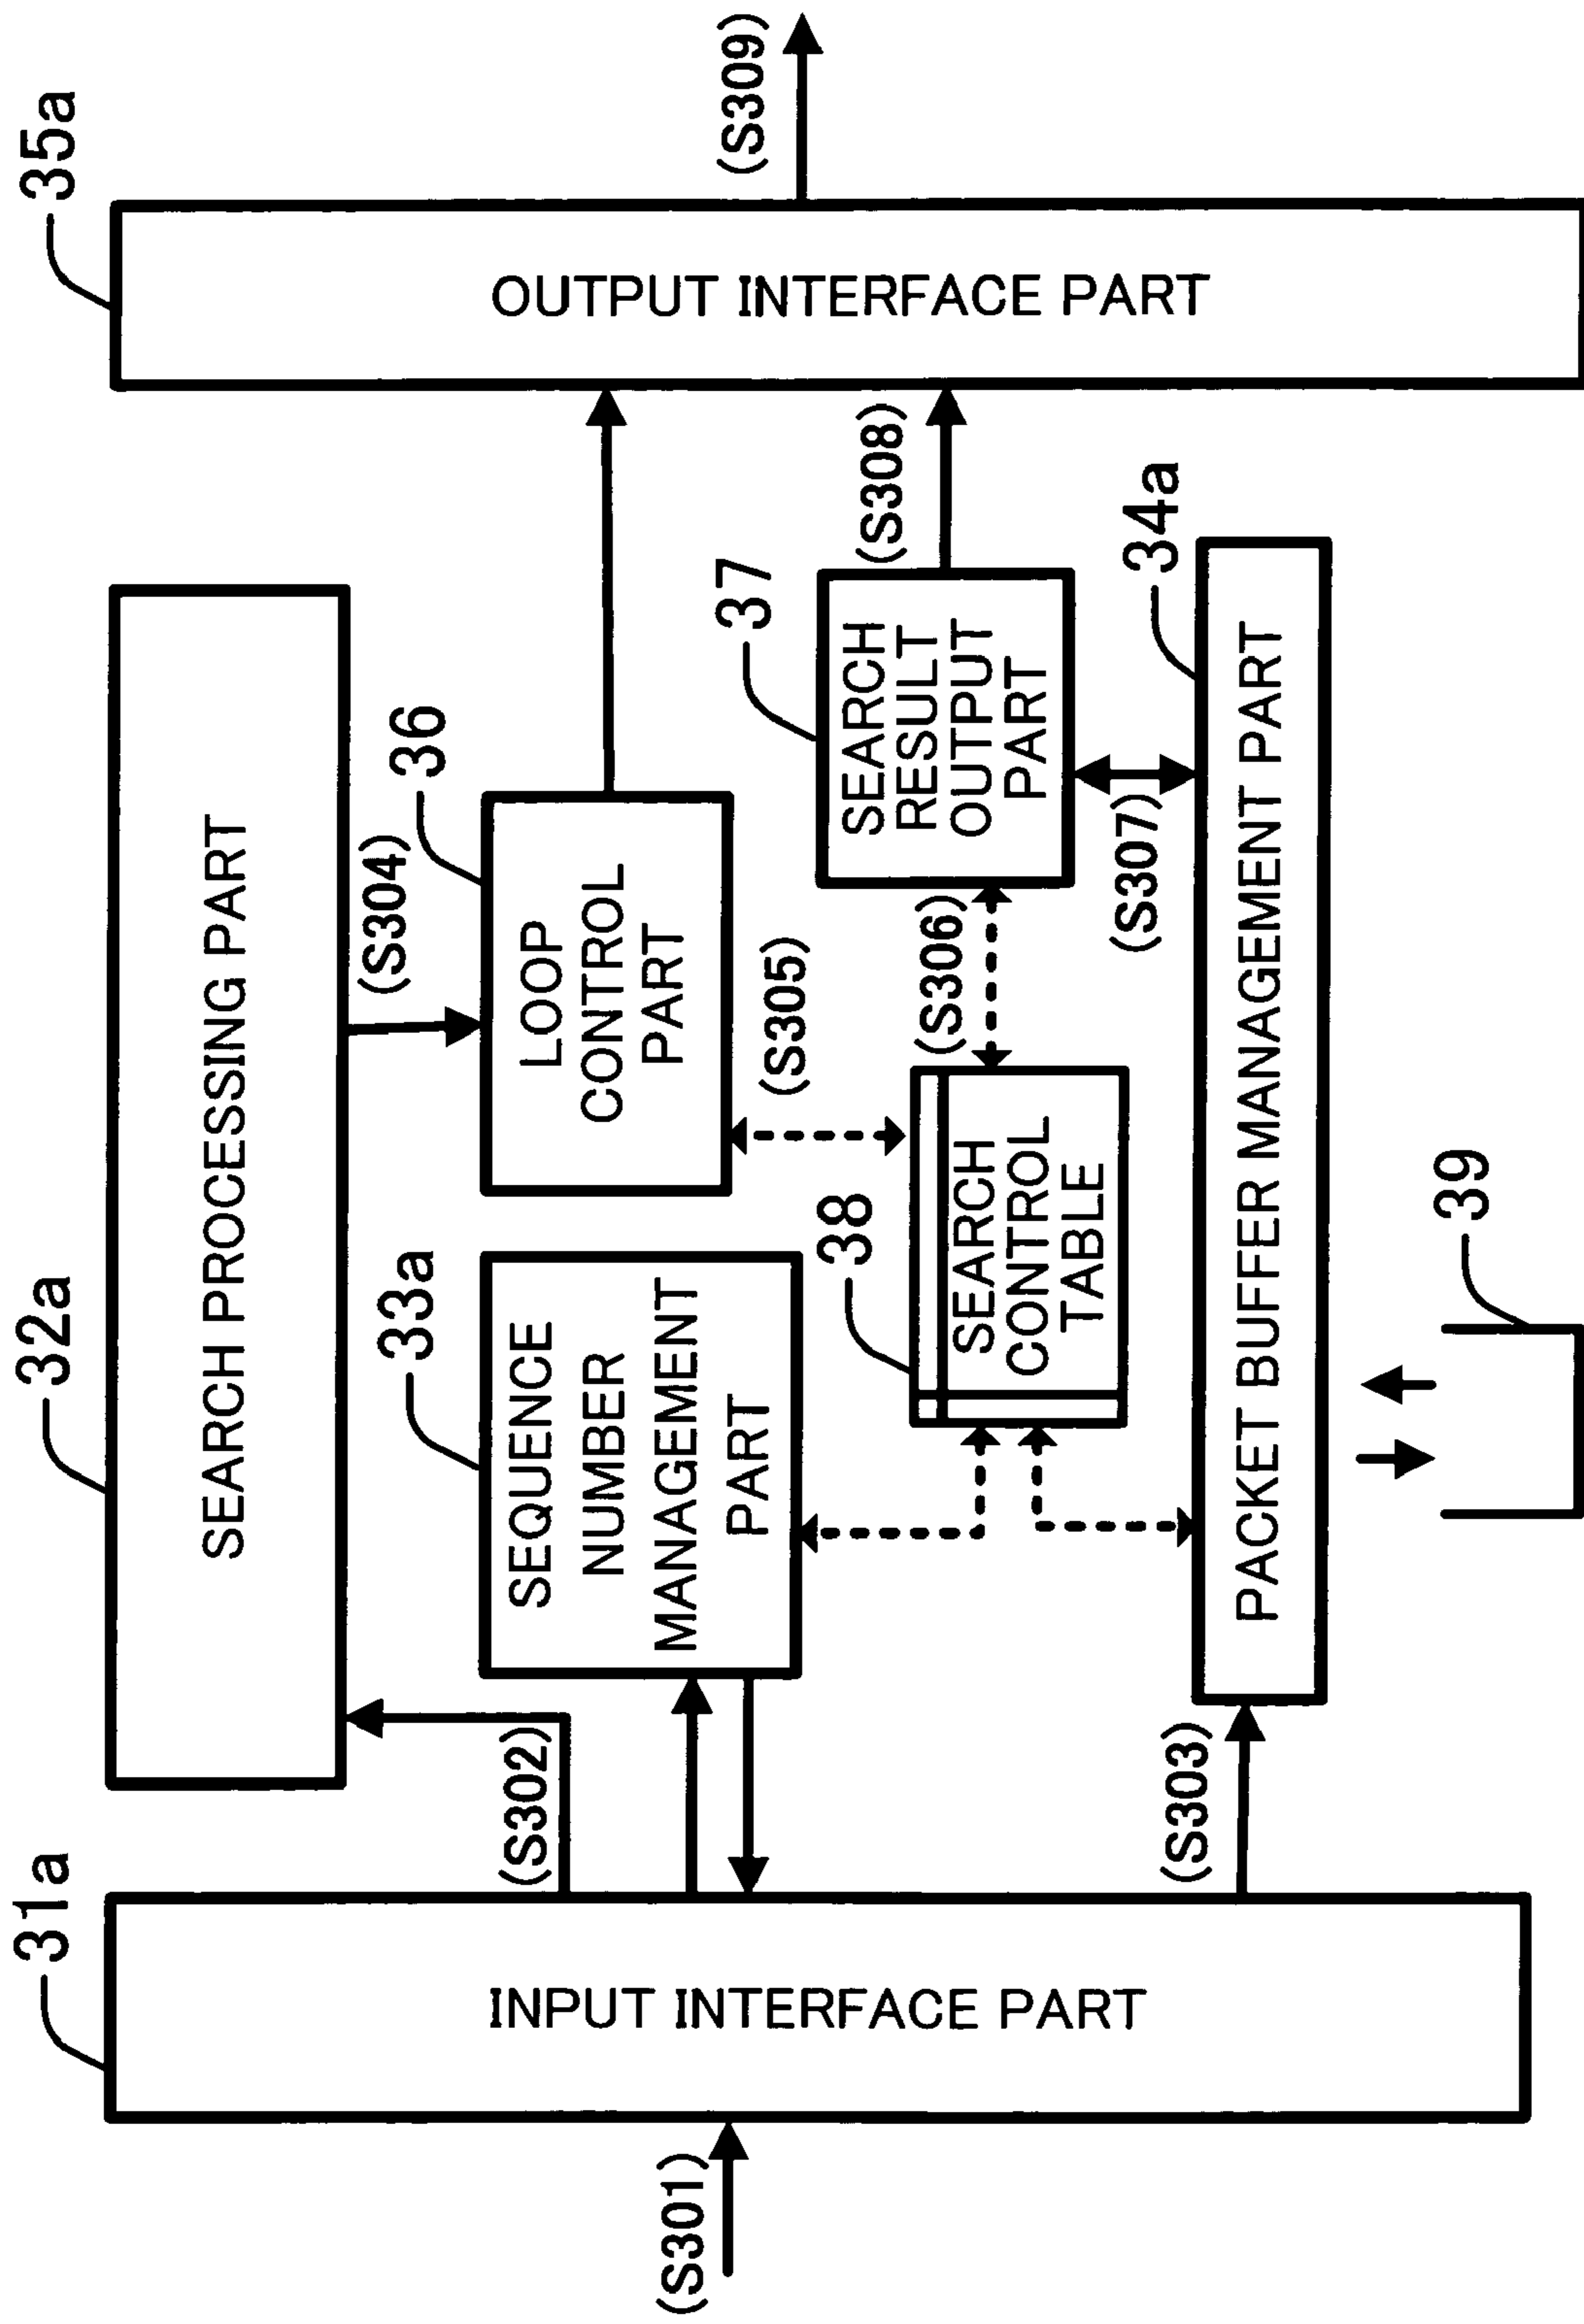 31a
32a
35a
SEARCH PROCESSING PART
(S304)
36
33a
(S302)
SEQUENCE
NUMBER
MANAGEMENT
PART
LOOP
CONTROL
PART
(S309)
OUTPUT INTERFACE PART
INPUT INTERFACE PART
(S301)
(S305)
37
38
(S306)
SEARCH
RESULT
OUTPUT
PART
(S308)
SEARCH
CONTROL
TABLE
(S303)
(S307)
34a
PACKET BUFFER MANAGEMENT PART
39